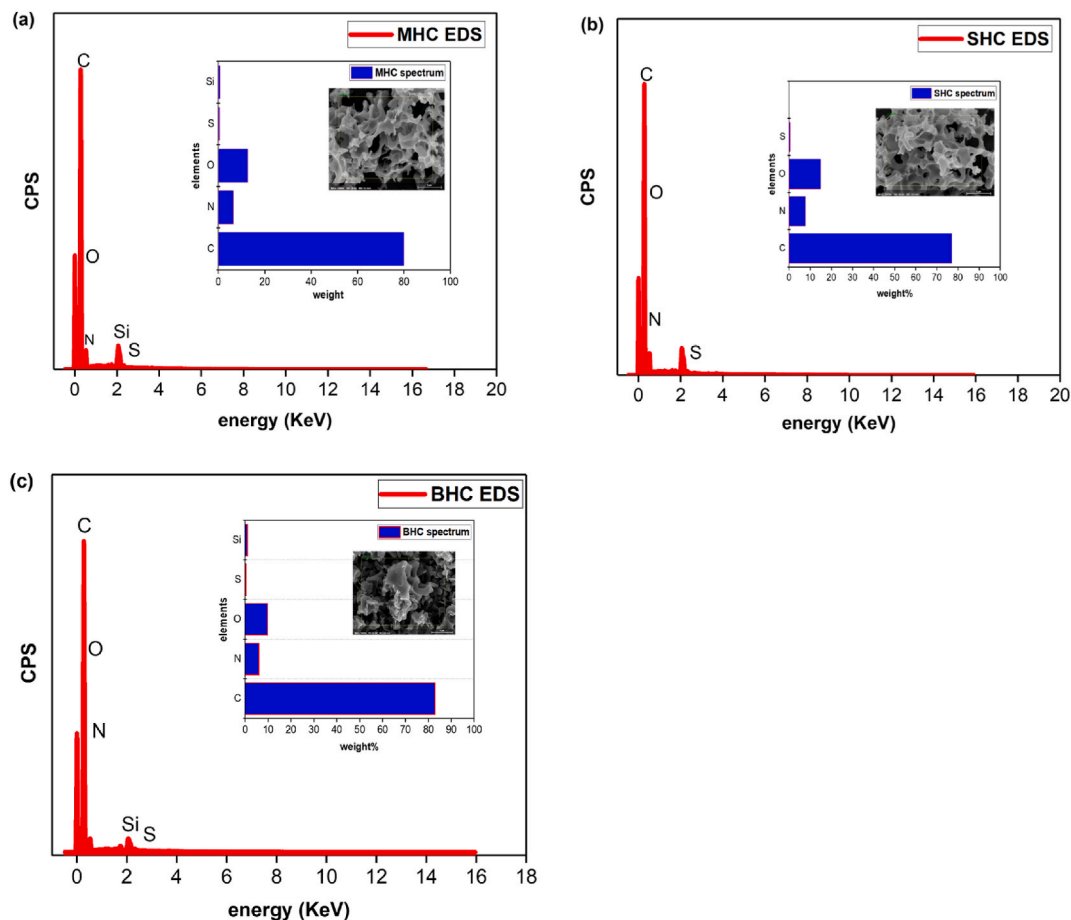 (a)
MHC EDS
C
MHC spectrum
Si
S
O
N
C
elements
0 20 40 60 80 100
weight
CPS
O
N
Si
S
0 2 4 6 8 10 12 14 16 18 20
energy (KeV)
(b)
SHC EDS
C
SHC spectrum
S
O
N
C
elements
0 10 20 30 40 50 60 70 80 90 100
weight%
CPS
O
N
S
0 2 4 6 8 10 12 14 16 18 20
energy (KeV)
(c)
BHC EDS
C
BHC spectrum
Si
S
O
N
C
elements
0 10 20 30 40 50 60 70 80 90 100
weight%
CPS
O
N
Si
S
0 2 4 6 8 10 12 14 16 18
energy (KeV)